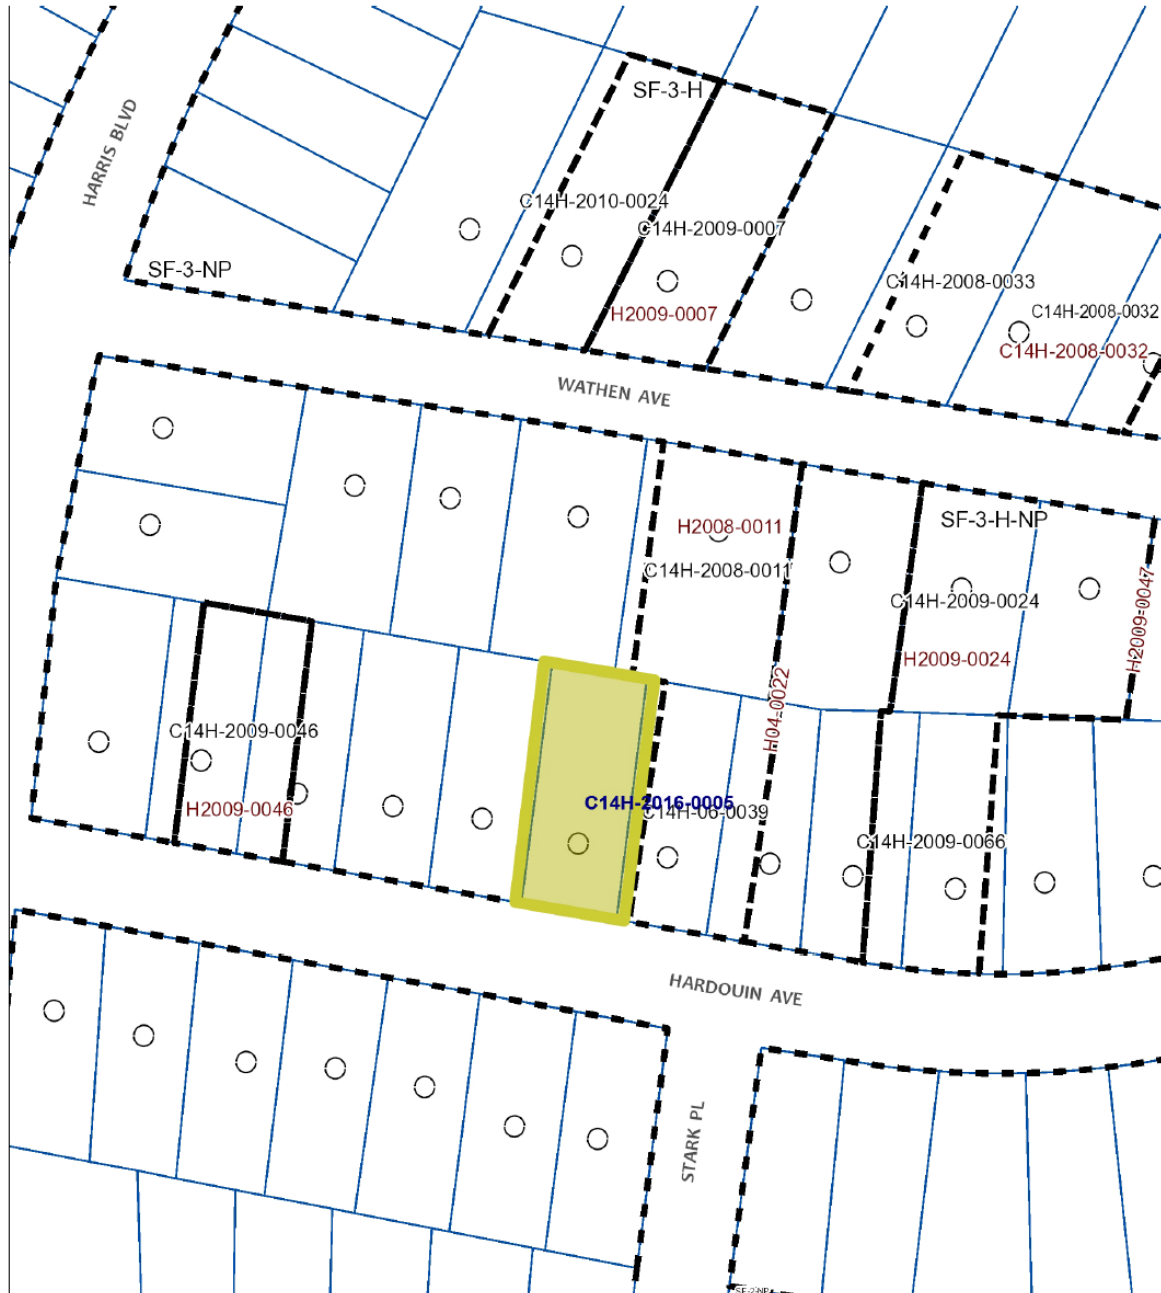 SF-3-H
HARRIS BLVD
C14H-2010-0024
C14H-2009-0007
SF-3-NP
C14H-2008-0033
H2009-0007
C14H-2008-0032
C14H-2008-0032
WATHEN AVE
SF-3-H-NP
H2008-0011
C14H-2008-0011
C14H-2009-0024
H2009-0047
H2009-0024
H04-0022
C14H-2009-0046
H2009-0046
C14H-2016-0005
C14H-06-0039
C14H-2009-0066
HARDOUIN AVE
STARK PL
SF-2-NP